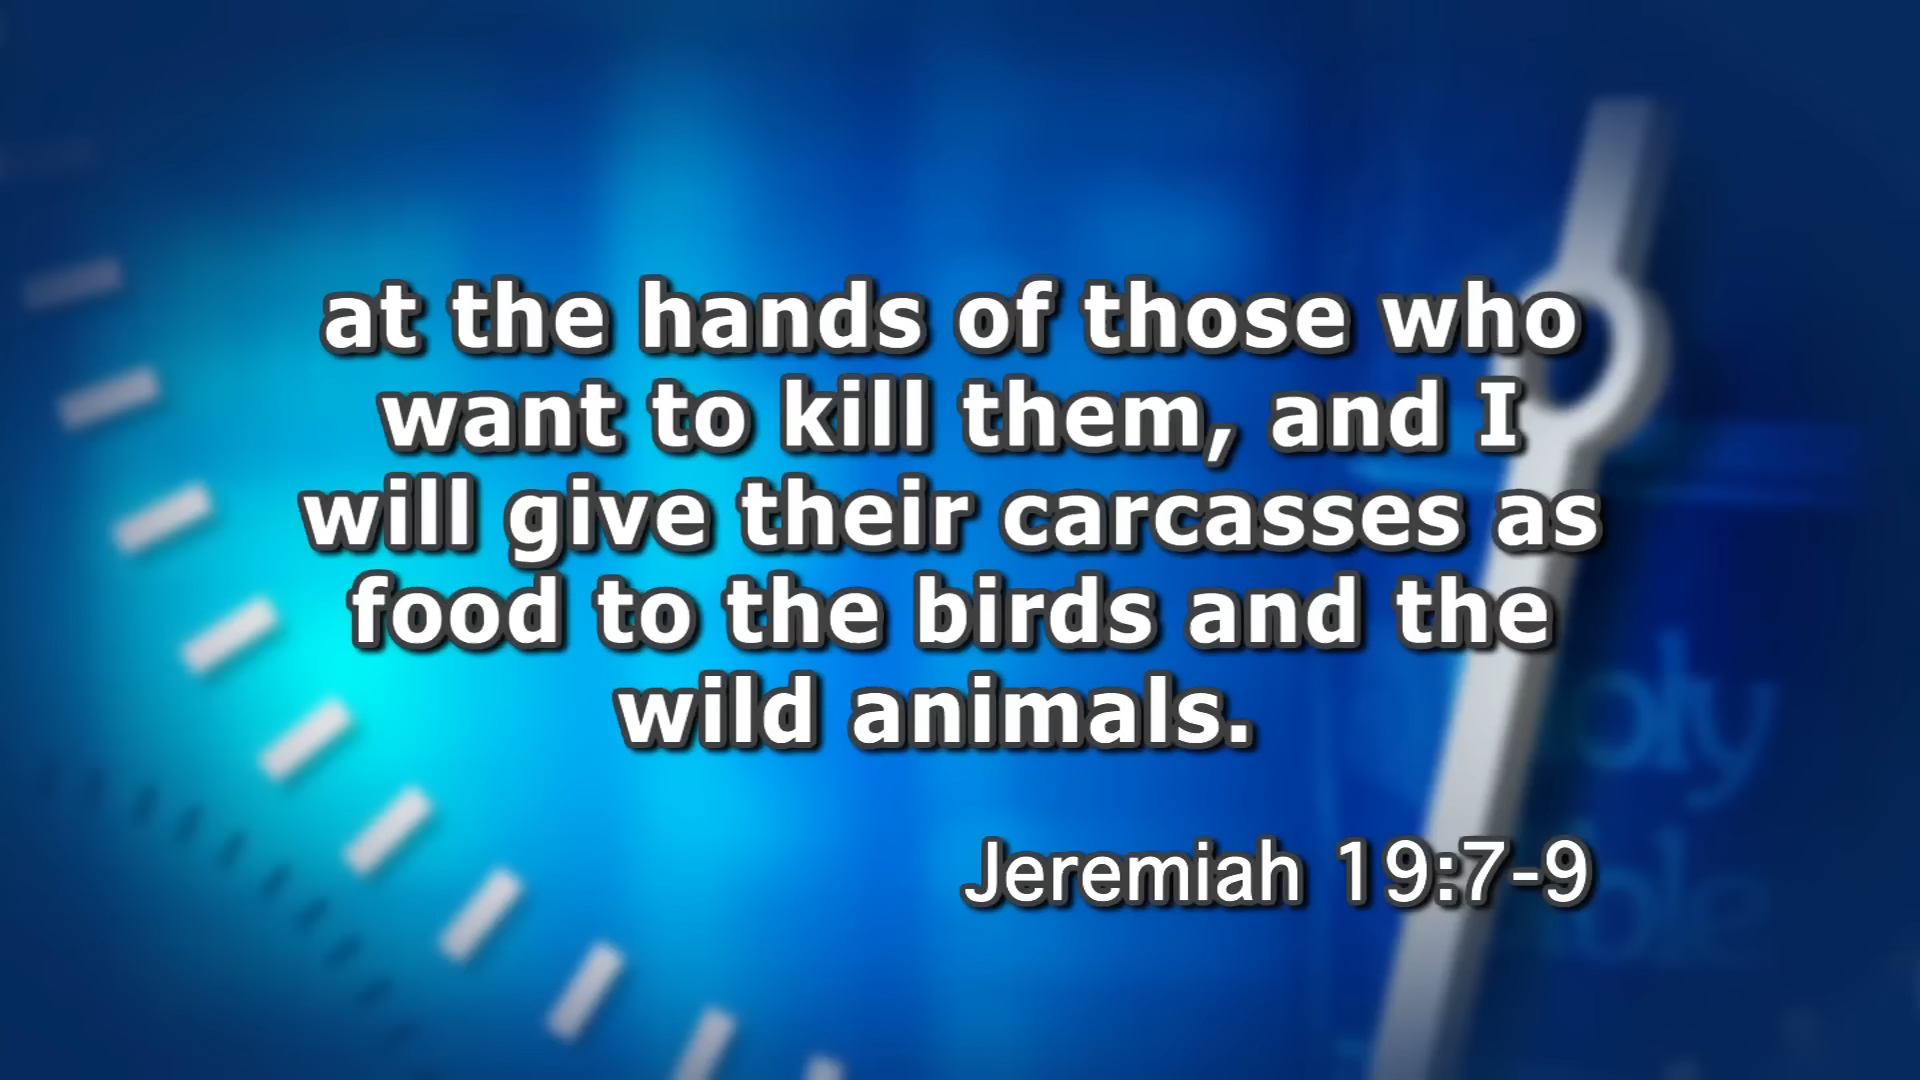 at the hands of those who
want to kill them, and I
will give their carcasses as
food to the birds and the
wild animals.
Jeremiah 19:7-9